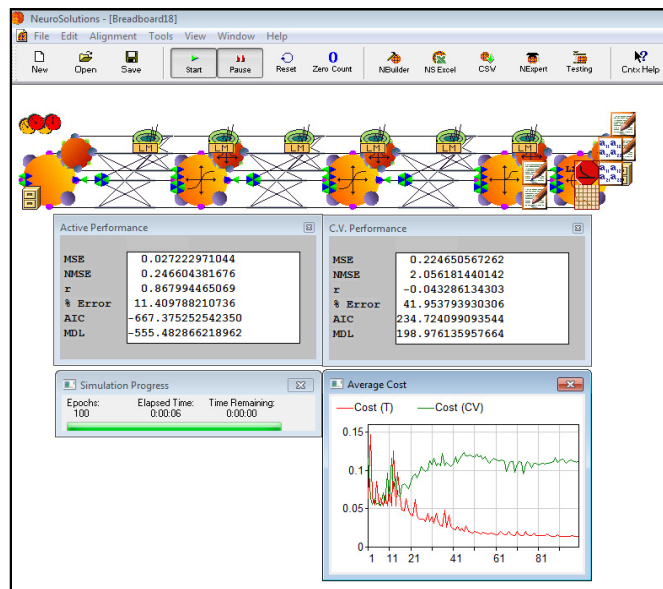 NeuroSolutions - [Breadboard18]
File Edit Alignment Tools View Window Help
New Open Save Start Pause Reset Zero Count NBuilder NS Excel CSV NExpert Testing Cntx Help
LM LM LM LM LM LM
Active Performance
MSE 0.027222971044
NMSE 0.246604381676
r 0.867994465069
% Error 11.409788210736
AIC -667.375252542350
MDL -555.482866218962
C.V. Performance
MSE 0.224650567262
NMSE 2.056181440142
r -0.043286134303
% Error 41.953793930306
AIC 234.724099093544
MDL 198.976135957664
Simulation Progress
Epochs: Elapsed Time: Time Remaining:
100 0:00:06 0:00:00
Average Cost
Cost (T) Cost (CV)
0.15
0.1
0.05
0
1 11 21 41 61 81